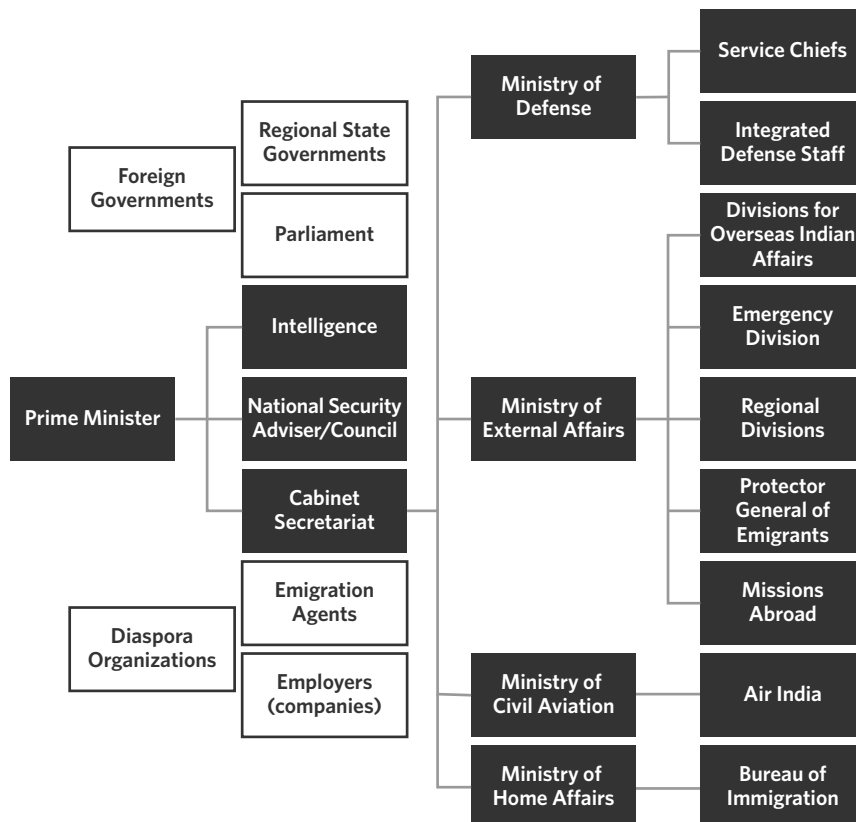 Foreign
Governments
Regional State
Governments
Parliament
Prime Minister
Intelligence
National Security
Adviser/Council
Cabinet
Secretariat
Diaspora
Organizations
Emigration
Agents
Employers
(companies)
Ministry of
Defense
Service Chiefs
Integrated
Defense Staff
Ministry of
External Affairs
Divisions for
Overseas Indian
Affairs
Emergency
Division
Regional
Divisions
Protector
General of
Emigrants
Missions
Abroad
Ministry of
Civil Aviation
Air India
Ministry of
Home Affairs
Bureau of
Immigration